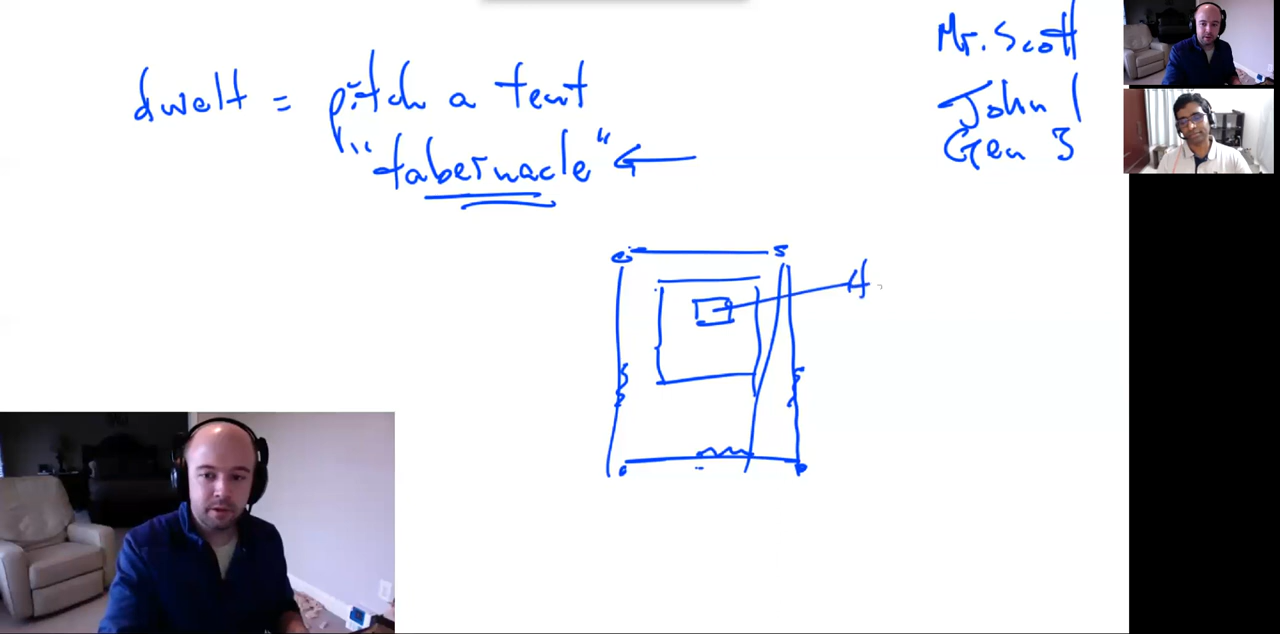 dwelt = pitch a tent
"tabernacle"
Mr. Scott
John 1
Gen 3